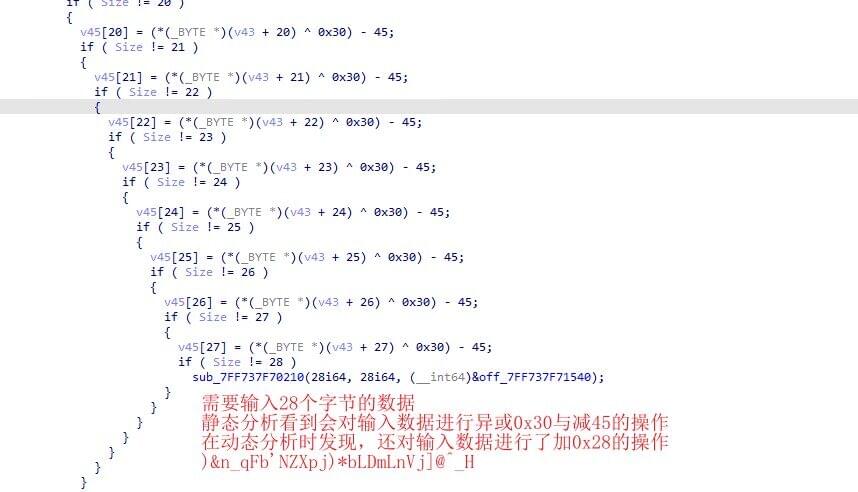 if ( Size != 20 )
{
v45[20] = (*(_BYTE *)(v43 + 20) ^ 0x30) - 45;
if ( Size != 21 )
{
v45[21] = (*(_BYTE *)(v43 + 21) ^ 0x30) - 45;
if ( Size != 22 )
{
v45[22] = (*(_BYTE *)(v43 + 22) ^ 0x30) - 45;
if ( Size != 23 )
{
v45[23] = (*(_BYTE *)(v43 + 23) ^ 0x30) - 45;
if ( Size != 24 )
{
v45[24] = (*(_BYTE *)(v43 + 24) ^ 0x30) - 45;
if ( Size != 25 )
{
v45[25] = (*(_BYTE *)(v43 + 25) ^ 0x30) - 45;
if ( Size != 26 )
{
v45[26] = (*(_BYTE *)(v43 + 26) ^ 0x30) - 45;
if ( Size != 27 )
{
v45[27] = (*(_BYTE *)(v43 + 27) ^ 0x30) - 45;
if ( Size != 28 )
sub_7FF737F70210(28i64, 28i64, (__int64)&off_7FF737F71540);
}
需要输入28个字节的数据
}
静态分析看到会对输入数据进行异或0x30与减45的操作
}
在动态分析时发现，还对输入数据进行了加0x28的操作
}
)&n_qFb'NZXpj)*bLDmLnVj]@^_H
}
}
}